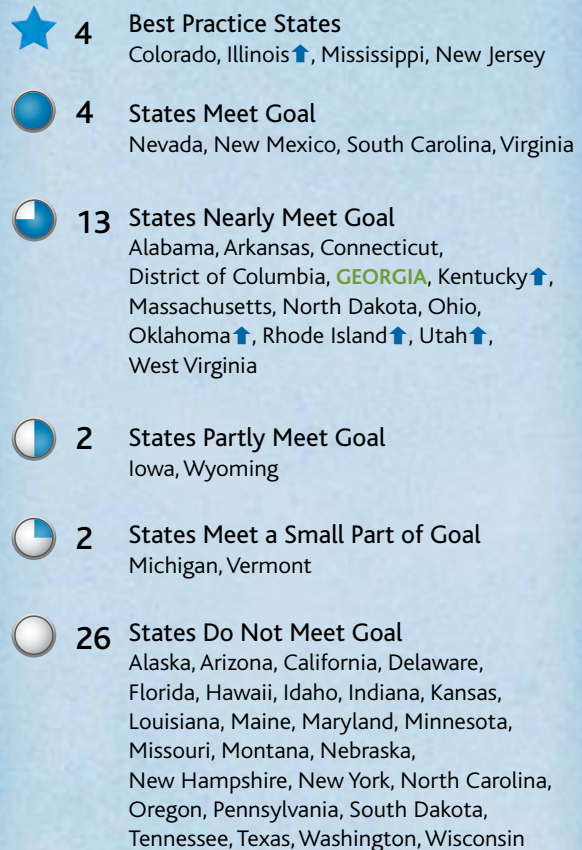 4 Best Practice States
Colorado, Illinois⬆, Mississippi, New Jersey
4 States Meet Goal
Nevada, New Mexico, South Carolina, Virginia
13 States Nearly Meet Goal
Alabama, Arkansas, Connecticut,
District of Columbia, GEORGIA, Kentucky⬆,
Massachusetts, North Dakota, Ohio,
Oklahoma⬆, Rhode Island⬆, Utah⬆,
West Virginia
2 States Partly Meet Goal
Iowa, Wyoming
2 States Meet a Small Part of Goal
Michigan, Vermont
26 States Do Not Meet Goal
Alaska, Arizona, California, Delaware,
Florida, Hawaii, Idaho, Indiana, Kansas,
Louisiana, Maine, Maryland, Minnesota,
Missouri, Montana, Nebraska,
New Hampshire, New York, North Carolina,
Oregon, Pennsylvania, South Dakota,
Tennessee, Texas, Washington, Wisconsin